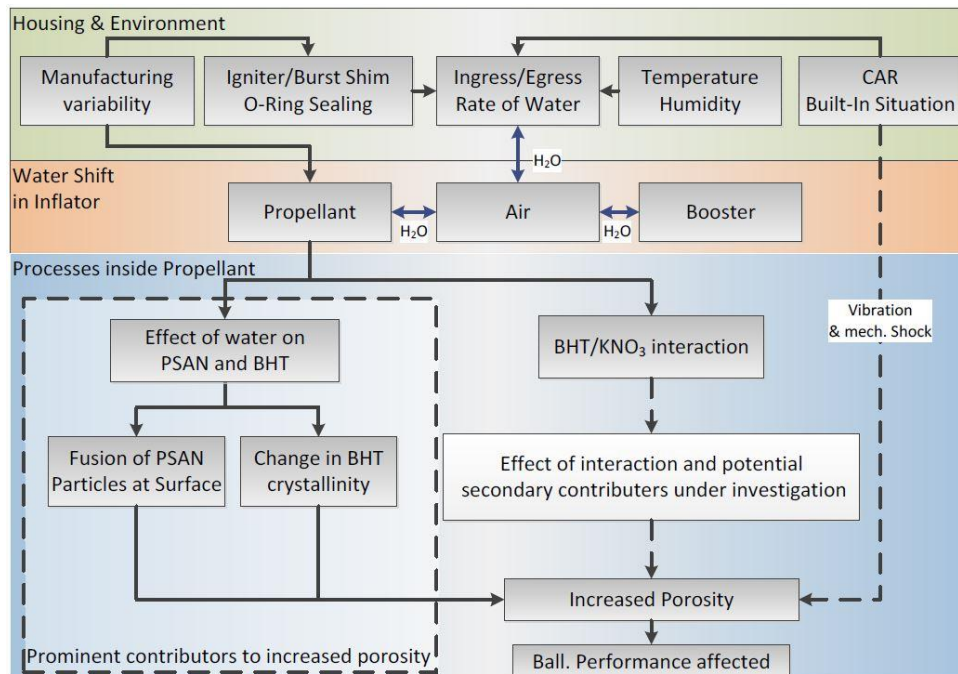 Housing & Environment
Manufacturing
variability
Igniter/Burst Shim
O-Ring Sealing
Ingress/Egress
Rate of Water
Temperature
Humidity
CAR
Built-In Situation
H₂O
Water Shift
in Inflator
Propellant
H₂O
Air
H₂O
Booster
Processes inside Propellant
Effect of water on
PSAN and BHT
BHT/KNO₃ interaction
Vibration
& mech. Shock
Fusion of PSAN
Particles at Surface
Change in BHT
crystallinity
Effect of interaction and potential
secondary contributers under investigation
Increased Porosity
Prominent contributors to increased porosity
Ball. Performance affected